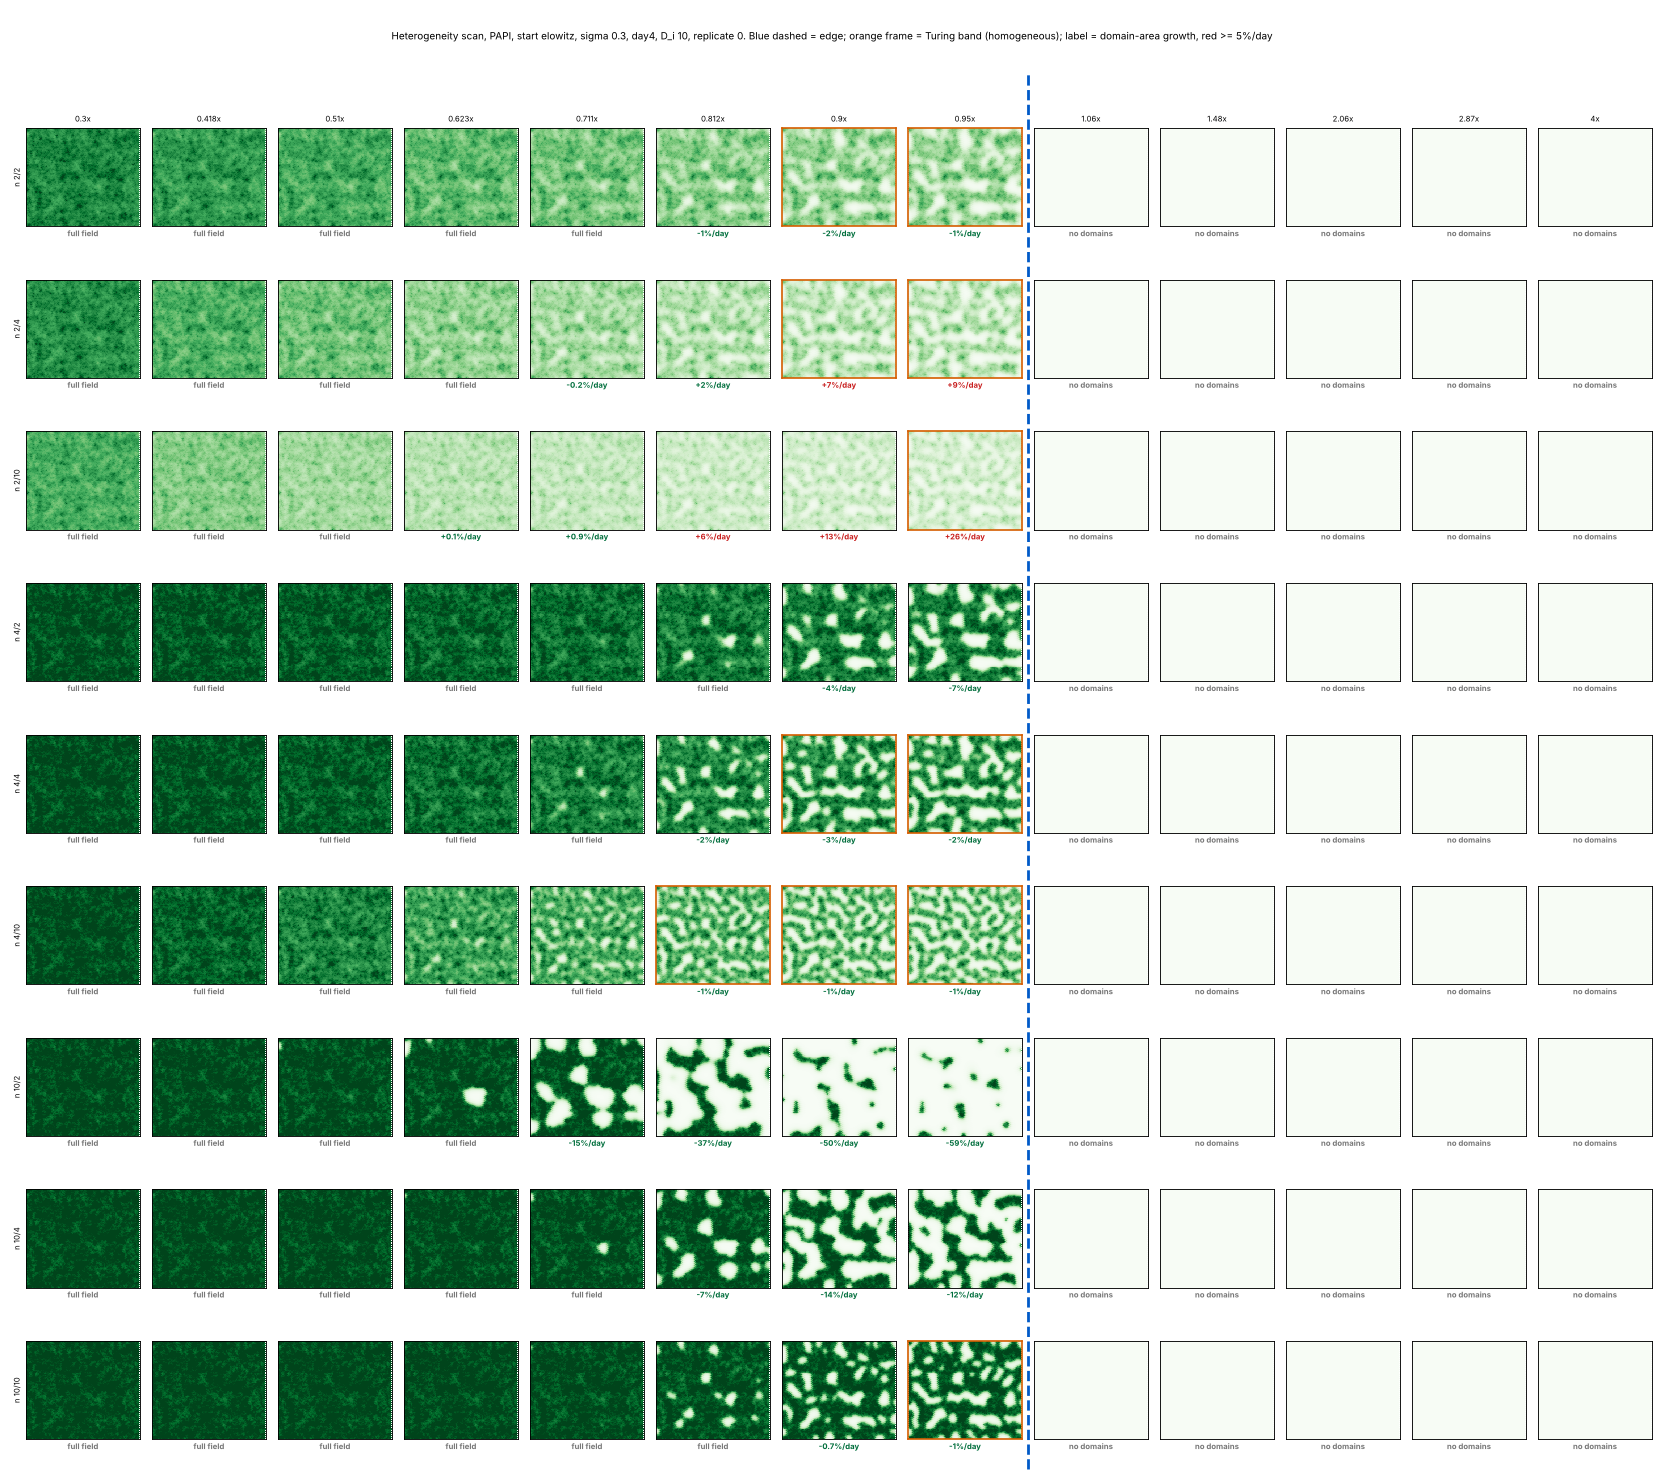 Heterogeneity scan, PAPI, start elowitz, sigma 0.3, day4, D_i 10, replicate 0. Blue dashed = edge; orange frame = Turing band (homogeneous); label = domain-area growth, red >= 5%/day
0.3x 0.418x 0.51x 0.623x 0.711x 0.812x 0.9x 0.95x 1.06x 1.48x 2.06x 2.87x 4x
n 2/2
full field full field full field full field full field -1%/day -2%/day -1%/day no domains no domains no domains no domains no domains
n 2/4
full field full field full field full field -0.2%/day +2%/day +7%/day +9%/day no domains no domains no domains no domains no domains
n 2/10
full field full field full field +0.1%/day +0.9%/day +6%/day +13%/day +26%/day no domains no domains no domains no domains no domains
n 4/2
full field full field full field full field full field full field -4%/day -7%/day no domains no domains no domains no domains no domains
n 4/4
full field full field full field full field full field -2%/day -3%/day -2%/day no domains no domains no domains no domains no domains
n 4/10
full field full field full field full field full field -1%/day -1%/day -1%/day no domains no domains no domains no domains no domains
n 10/2
full field full field full field full field -15%/day -37%/day -50%/day -59%/day no domains no domains no domains no domains no domains
n 10/4
full field full field full field full field full field -7%/day -14%/day -12%/day no domains no domains no domains no domains no domains
n 10/10
full field full field full field full field full field full field -0.7%/day -1%/day no domains no domains no domains no domains no domains